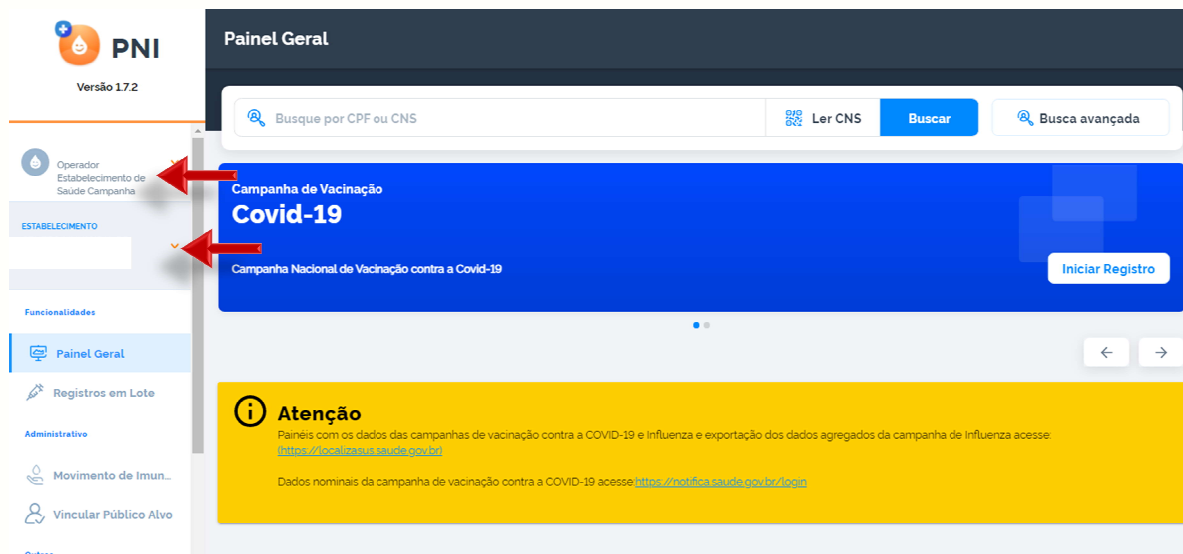 PNI
Versão 1.7.2
Operador
Estabelecimento de
Saúde Campanha
ESTABELECIMENTO
Funcionalidades
Painel Geral
Registros em Lote
Administrativo
Movimento de Imun...
Vincular Público Alvo
Outros
Painel Geral
Busque por CPF ou CNS
Ler CNS
Buscar
Busca avançada
Campanha de Vacinação
Covid-19
Campanha Nacional de Vacinação contra a Covid-19
Iniciar Registro
Atenção
Painéis com os dados das campanhas de vacinação contra a COVID-19 e Influenza e exportação dos dados agregados da campanha de Influenza acesse:
(https://localizasus.saude.gov.br)
Dados nominais da campanha de vacinação contra a COVID-19 acesse:https://notifica.saude.gov.br/login